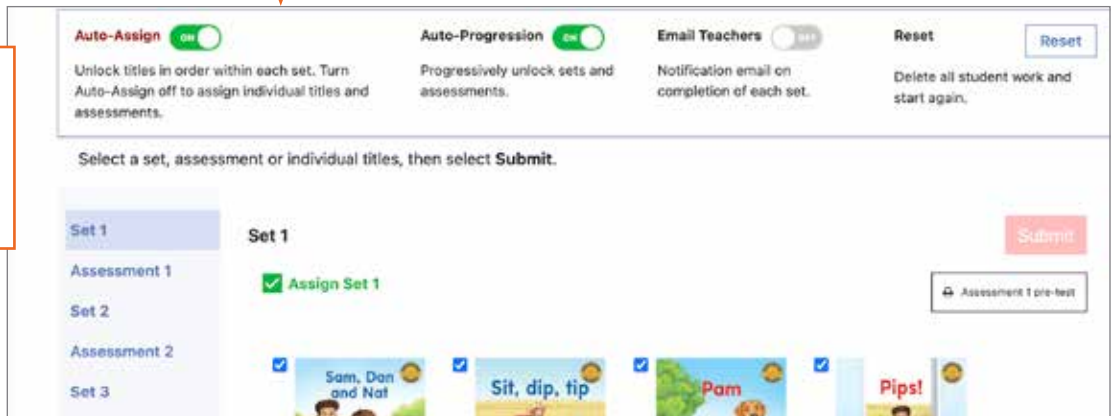 Auto-Assign ON
Unlock titles in order within each set. Turn
Auto-Assign off to assign individual titles and
assessments.
Auto-Progression ON
Progressively unlock sets and
assessments.
Email Teachers OFF
Notification email on
completion of each set.
Reset
Reset
Delete all student work and
start again.
Select a set, assessment or individual titles, then select Submit.
Set 1
Assessment 1
Set 2
Assessment 2
Set 3
Set 1
Submit
Assign Set 1
Assessment 1 pre-test
Sam, Dan
and Nat
Sit, dip, tip
Pam
Pips!